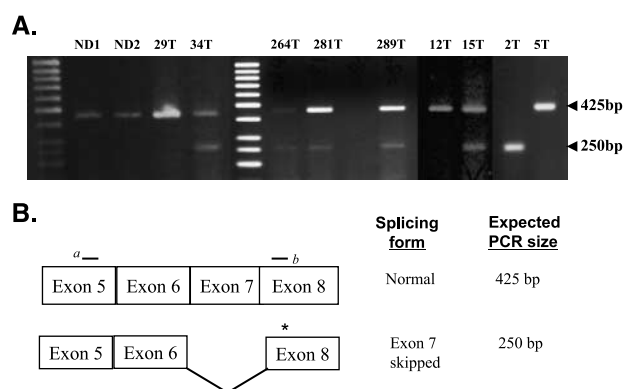 A.
ND1 ND2 29T 34T 264T 281T 289T 12T 15T 2T 5T
425bp
250bp
B.
Splicing form
Expected PCR size
a
b
Exon 5 Exon 6 Exon 7 Exon 8
Normal
425 bp
*
Exon 5 Exon 6 Exon 8
Exon 7 skipped
250 bp